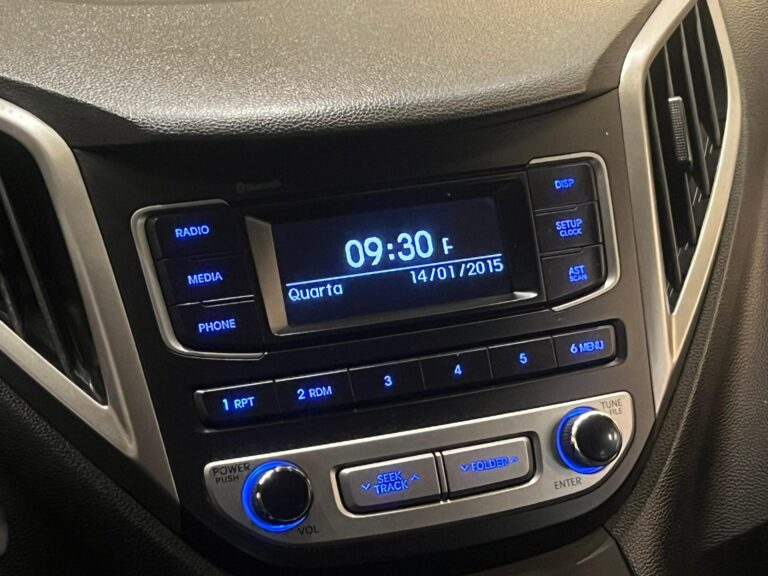 Bluetooth
RADIO
MEDIA
PHONE
09:30 F
14/01/2015
Quarta
DISP
SETUP
CLOCK
AST
SCAN
1 RPT
2 RDM
3
4
5
6 MENU
POWER
PUSH
VOL
SEEK
TRACK
FOLDER
TUNE
FILE
ENTER